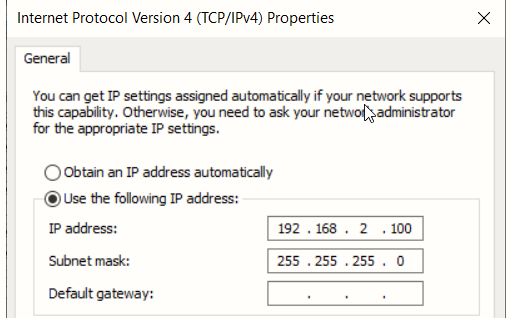 Internet Protocol Version 4 (TCP/IPv4) Properties
General
You can get IP settings assigned automatically if your network supports
this capability. Otherwise, you need to ask your network administrator
for the appropriate IP settings.
Obtain an IP address automatically
Use the following IP address:
IP address: 192 . 168 . 2 . 100
Subnet mask: 255 . 255 . 255 . 0
Default gateway: . . .